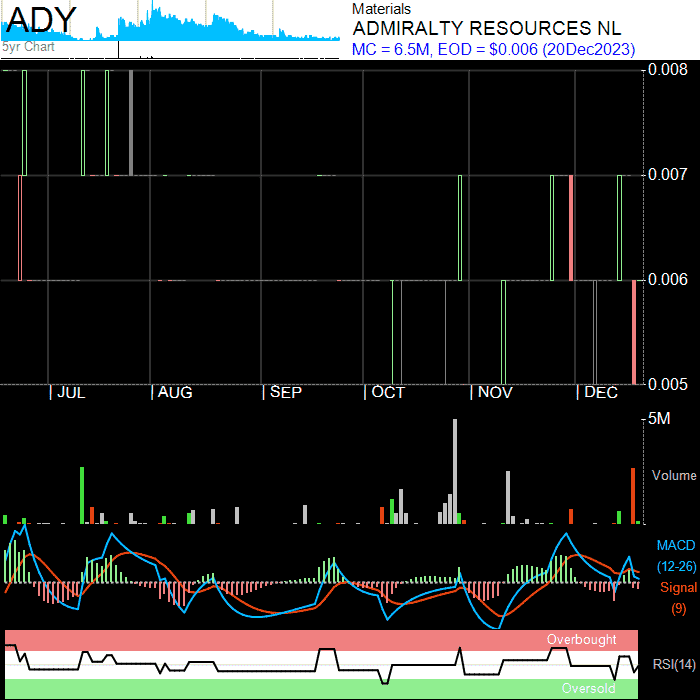 ADY
5yr Chart
Materials
ADMIRALTY RESOURCES NL
MC = 6.5M, EOD = $0.006 (20Dec2023)
0.008
0.007
0.006
0.005
JUL
AUG
SEP
OCT
NOV
DEC
5M
Volume
MACD
(12-26)
Signal
(9)
Overbought
RSI(14)
Oversold